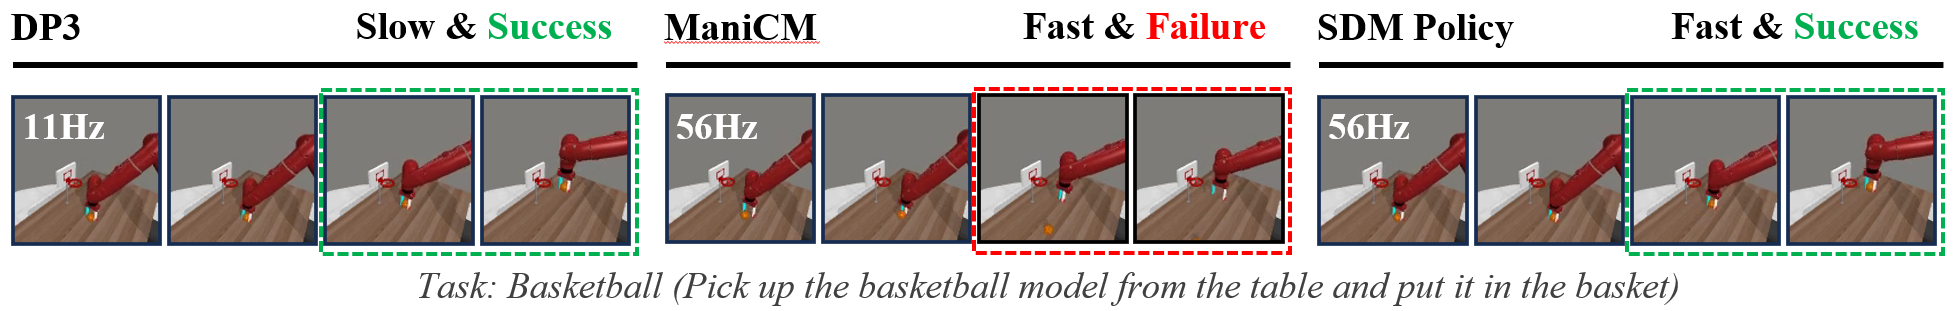 DP3 Slow & Success ManiCM Fast & Failure SDM Policy Fast & Success
11Hz 56Hz 56Hz
Task: Basketball (Pick up the basketball model from the table and put it in the basket)